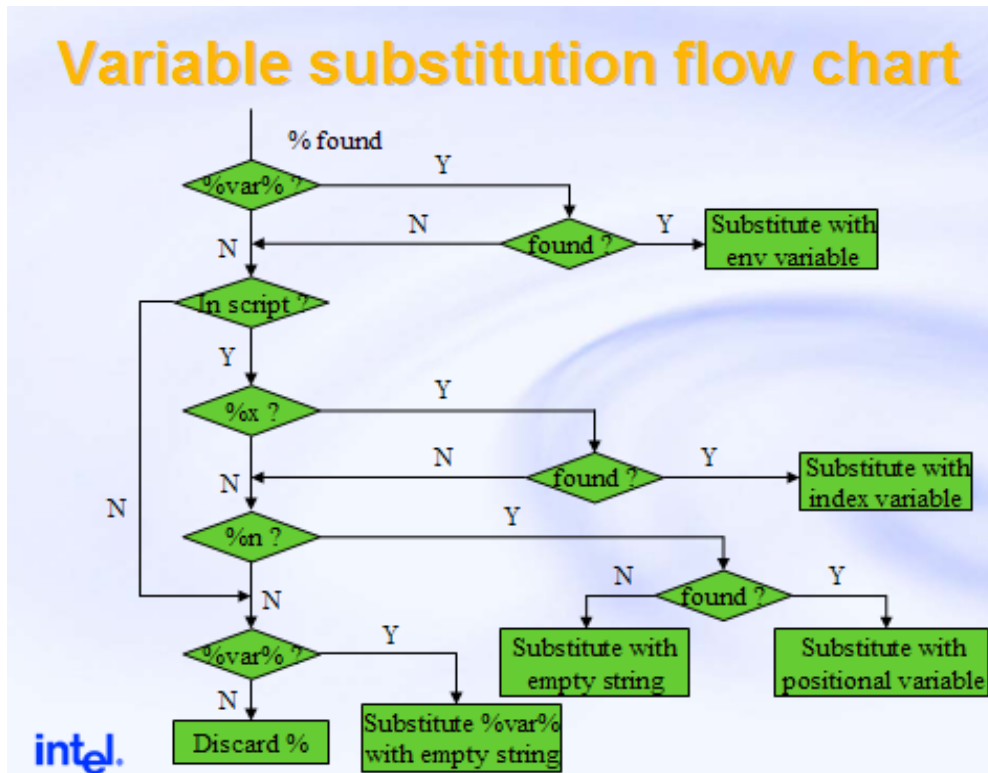 Variable substitution flow chart
% found
%var% ?
Y
N
found ?
Y
Substitute with
env variable
N
In script ?
Y
%x ?
Y
N
found ?
Y
Substitute with
index variable
N
N
%n ?
Y
N
found ?
Y
N
%var% ?
Y
Substitute with
empty string
Substitute with
positional variable
N
Discard %
Substitute %var%
with empty string
intel.